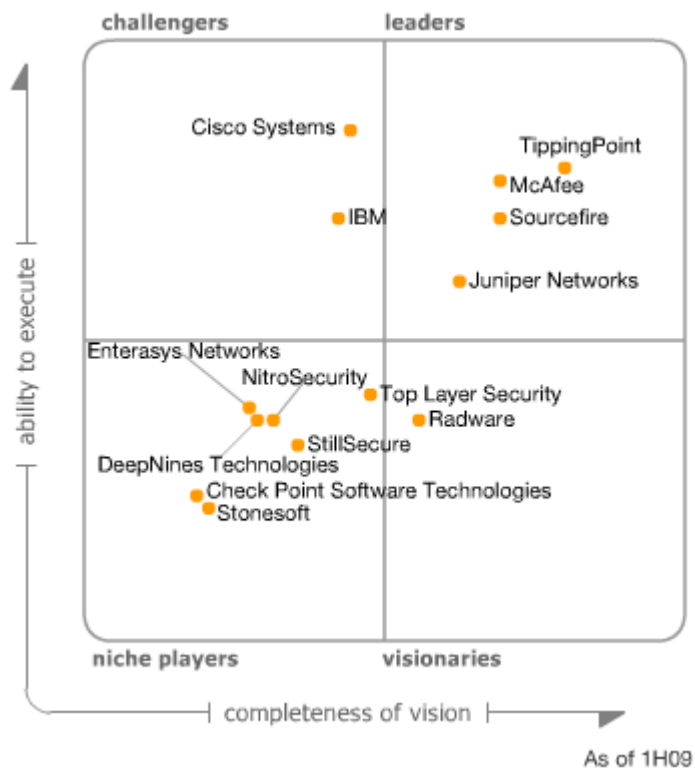 challengers
leaders
Cisco Systems
TippingPoint
McAfee
IBM
Sourcefire
Juniper Networks
ability to execute
Enterasys Networks
NitroSecurity
Top Layer Security
Radware
StillSecure
DeepNines Technologies
Check Point Software Technologies
Stonesoft
niche players
visionaries
completeness of vision
As of 1H09